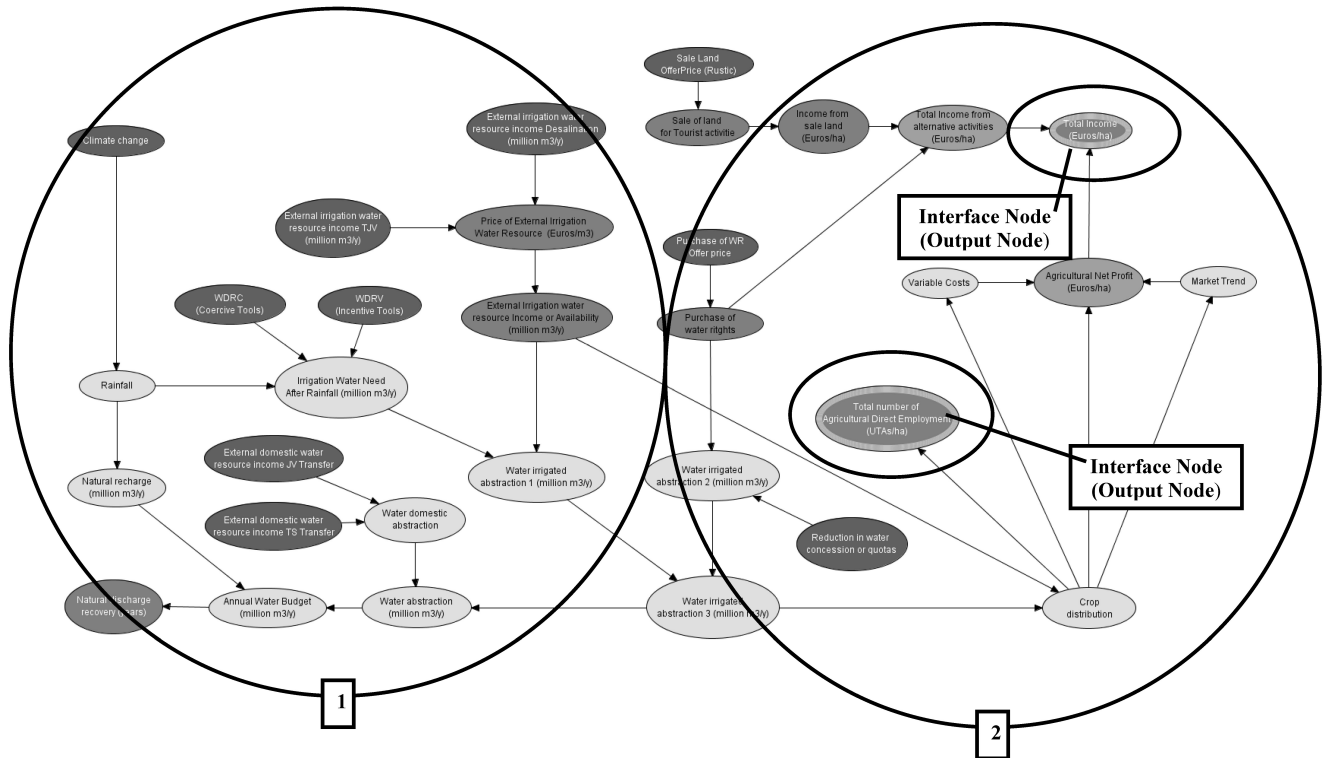 Sale Land
OfferPrice (Rustic)
External irrigation water
resource income Desalination
(million m3/y)
Sale of land
for Tourist activitie
Income from
sale land
(Euros/ha)
Total Income from
alternative activities
(Euros/ha)
Total Income
(Euros/ha)
Climate change
External irrigation water
resource income TJV
(million m3/y)
Price of External Irrigation
Water Resource (Euros/m3)
Interface Node
(Output Node)
Purchase of WR
Offer price
Variable Costs
Agricultural Net Profit
(Euros/ha)
Market Trend
WDRC
(Coercive Tools)
WDRV
(Incentive Tools)
External Irrigation water
resource Income or Availability
(million m3/y)
Purchase of
water ritghts
Rainfall
Irrigation Water Need
After Rainfall (million m3/y)
Total number of
Agricultural Direct Employment
(UTAs/ha)
External domestic water
resource income JV Transfer
Water irrigated
abstraction 1 (million m3/y)
Water irrigated
abstraction 2 (million m3/y)
Interface Node
(Output Node)
Natural recharge
(million m3/y)
External domestic water
resource income TS Transfer
Water domestic
abstraction
Reduction in water
concession or quotas
Natural discharge
recovery (years)
Annual Water Budget
(million m3/y)
Water abstraction
(million m3/y)
Water irrigated
abstraction 3 (million m3/y)
Crop
distribution
1
2